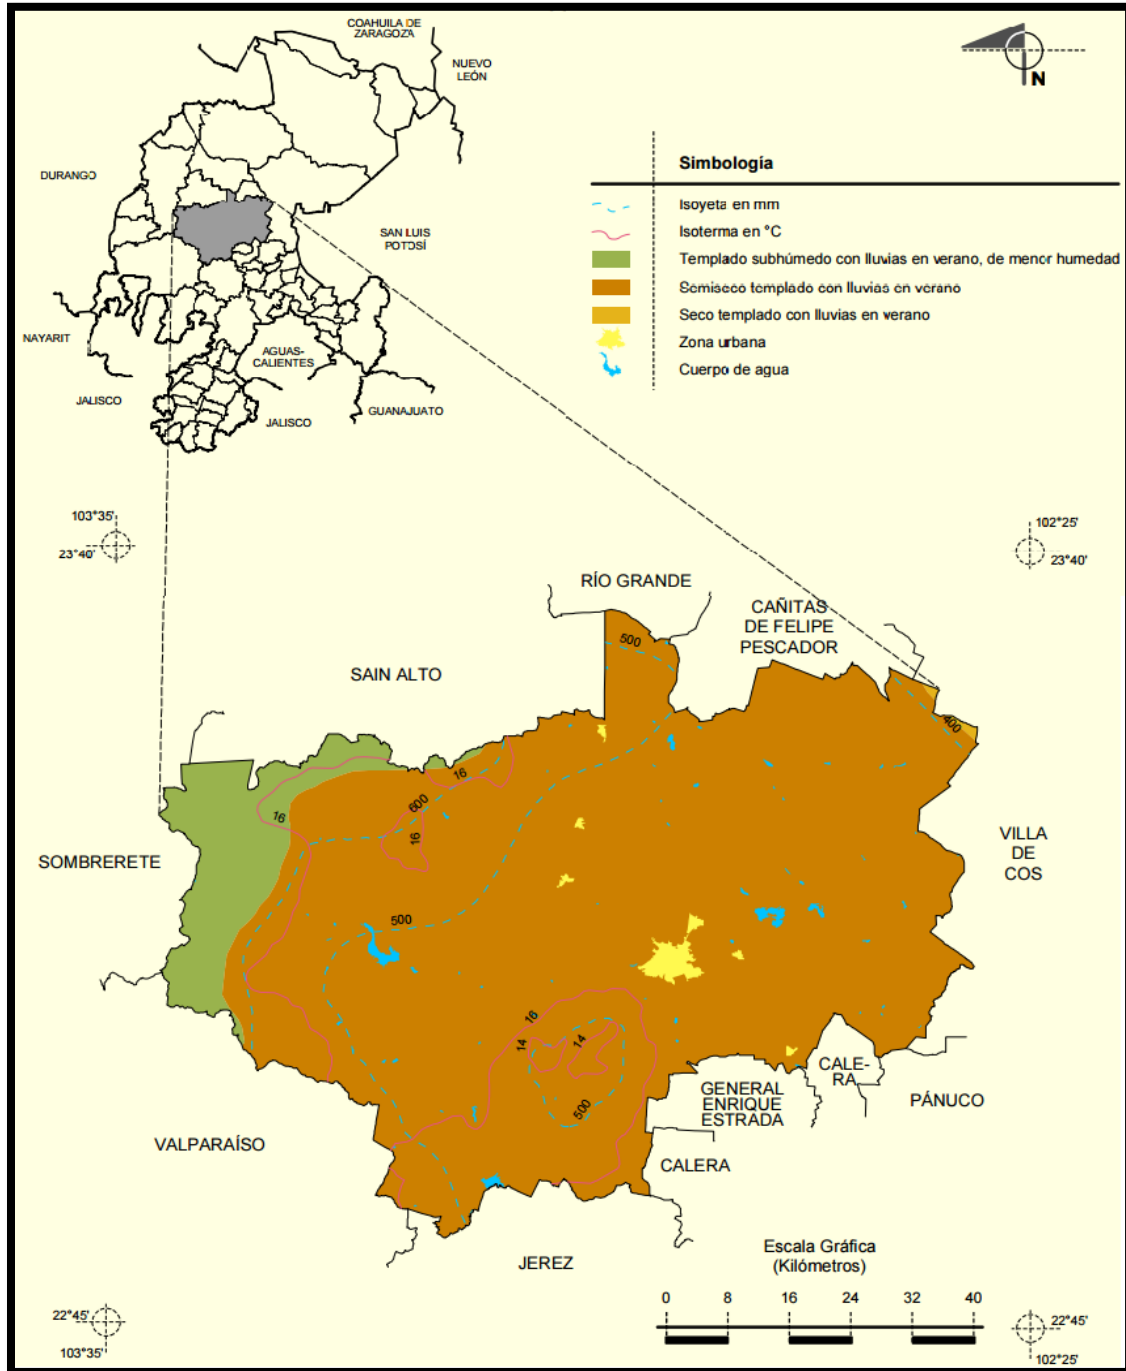 COAHUILA DE
ZARAGOZA
NUEVO
LEÓN
N
DURANGO
SAN LUIS
POTOSÍ
NAYARIT
AGUAS-
CALIENTES
JALISCO
JALISCO
GUANAJUATO
Simbología
Isoyeta en mm
Isoterma en °C
Templado subhúmedo con lluvias en verano, de menor humedad
Semiseco templado con lluvias en verano
Seco templado con lluvias en verano
Zona urbana
Cuerpo de agua
103°35'
23°40'
102°25'
23°40'
RÍO GRANDE
CAÑITAS
DE FELIPE
PESCADOR
SAIN ALTO
500
400
16
600
16
16
SOMBRERETE
VILLA
DE
COS
500
16
14
14
500
CALE-
RA
GENERAL
ENRIQUE
ESTRADA
PÁNUCO
VALPARAÍSO
CALERA
JEREZ
Escala Gráfica
(Kilómetros)
0 8 16 24 32 40
22°45'
103°35'
22°45'
102°25'